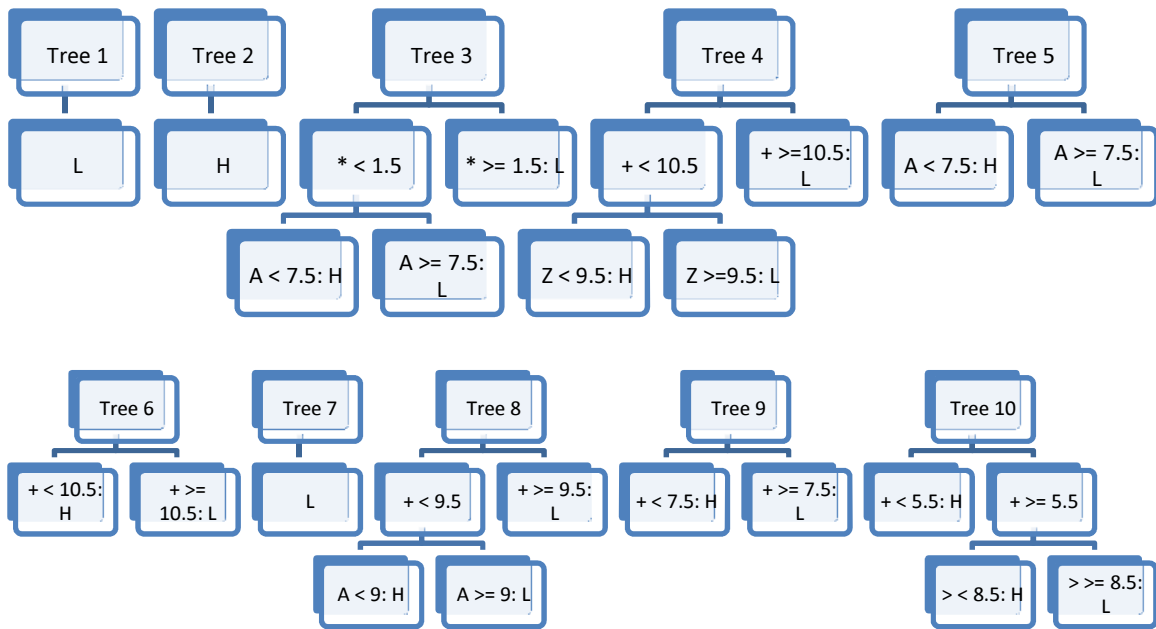 Tree 1
Tree 2
Tree 3
Tree 4
Tree 5
L
H
* < 1.5
* >= 1.5: L
+ < 10.5
+ >=10.5:
L
A < 7.5: H
A >= 7.5:
L
A < 7.5: H
A >= 7.5:
L
Z < 9.5: H
Z >=9.5: L
Tree 6
Tree 7
Tree 8
Tree 9
Tree 10
+ < 10.5:
H
+ >=
10.5: L
L
+ < 9.5
+ >= 9.5:
L
+ < 7.5: H
+ >= 7.5:
L
+ < 5.5: H
+ >= 5.5
A < 9: H
A >= 9: L
> < 8.5: H
> >= 8.5:
L